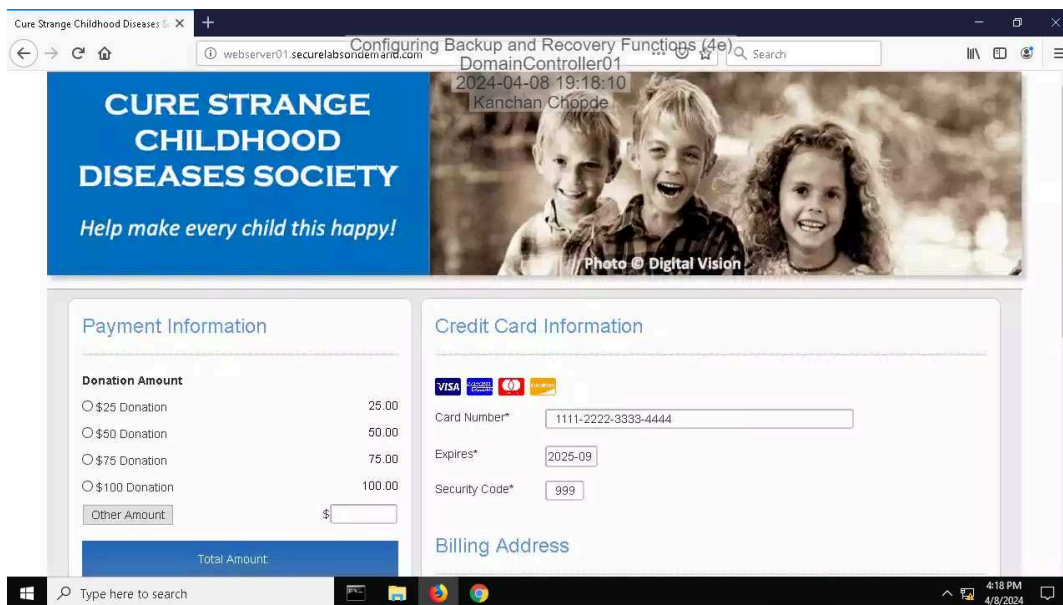 Cure Strange Childhood Diseases S
webserver01.securelabsondemand.com
Search
Configuring Backup and Recovery Functions (4e)
DomainController01
2024-04-08 19:18:10
Kanchan Chopde
CURE STRANGE
CHILDHOOD
DISEASES SOCIETY
Help make every child this happy!
Photo © Digital Vision
Payment Information
Donation Amount
$25 Donation 25.00
$50 Donation 50.00
$75 Donation 75.00
$100 Donation 100.00
Other Amount $
Total Amount:
Credit Card Information
VISA
Card Number* 1111-2222-3333-4444
Expires* 2025-09
Security Code* 999
Billing Address
Type here to search
4:18 PM
4/8/2024